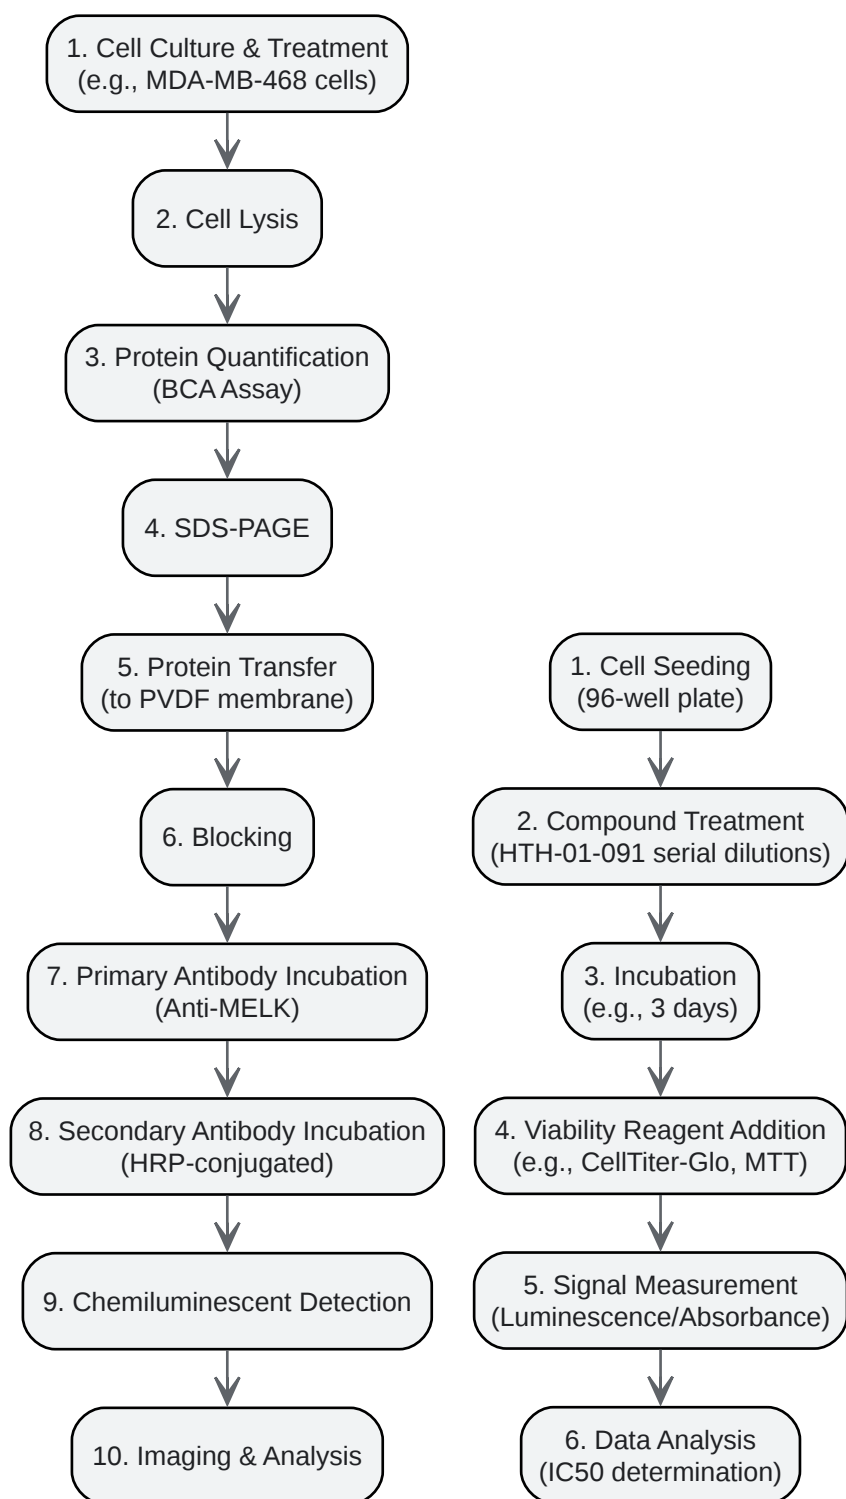 1. Cell Culture & Treatment
(e.g., MDA-MB-468 cells)
2. Cell Lysis
3. Protein Quantification
(BCA Assay)
4. SDS-PAGE
5. Protein Transfer
(to PVDF membrane)
6. Blocking
7. Primary Antibody Incubation
(Anti-MELK)
8. Secondary Antibody Incubation
(HRP-conjugated)
9. Chemiluminescent Detection
10. Imaging & Analysis
1. Cell Seeding
(96-well plate)
2. Compound Treatment
(HTH-01-091 serial dilutions)
3. Incubation
(e.g., 3 days)
4. Viability Reagent Addition
(e.g., CellTiter-Glo, MTT)
5. Signal Measurement
(Luminescence/Absorbance)
6. Data Analysis
(IC50 determination)